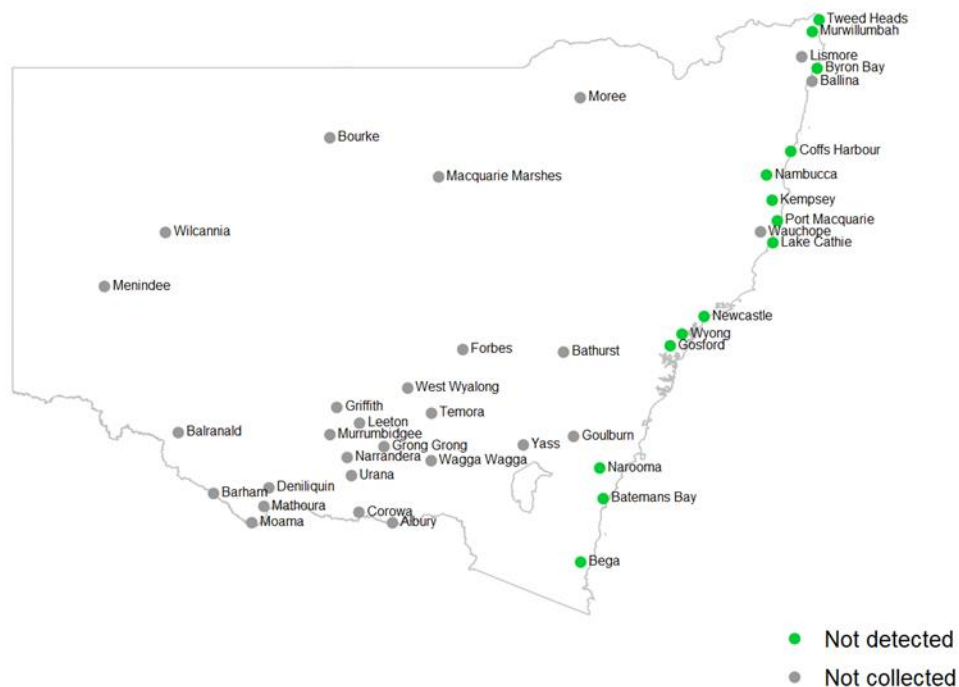 Tweed Heads
Murwillumbah
Lismore
Byron Bay
Ballina
Moree
Bourke
Coffs Harbour
Macquarie Marshes
Nambucca
Kempsey
Port Macquarie
Wilcannia
Wauchope
Lake Cathie
Menindee
Newcastle
Wyong
Gosford
Forbes
Bathurst
West Wyalong
Griffith
Temora
Leeton
Balranald
Murrumbidgee
Goulburn
Grong Grong
Yass
Narrandera
Wagga Wagga
Narooma
Urana
Deniliquin
Barham
Batemans Bay
Mathoura
Corowa
Moama
Albury
Bega
Not detected
Not collected